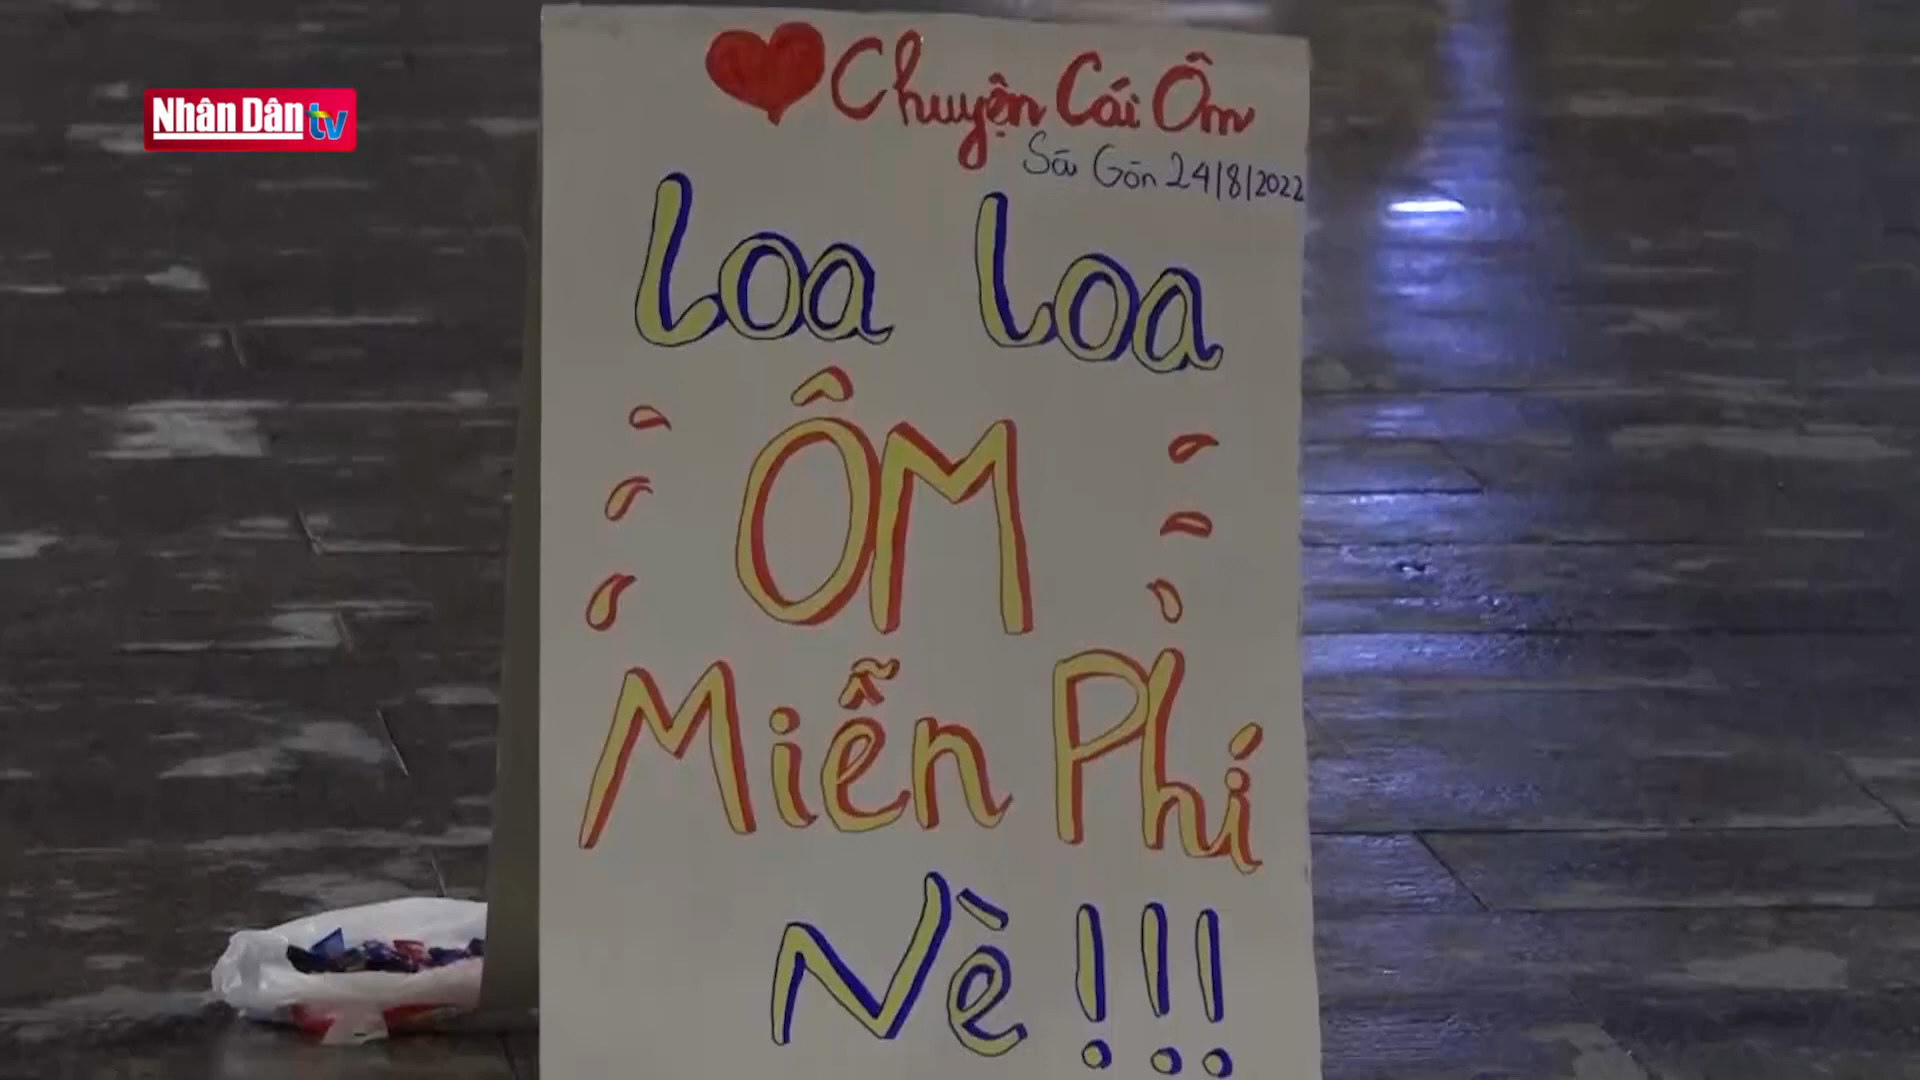 Nhân Dân tv
Chuyện Cái Ôm
Sài Gòn 24/8/2022
Loa Loa
ÔM
Miễn Phí
Nè!!!